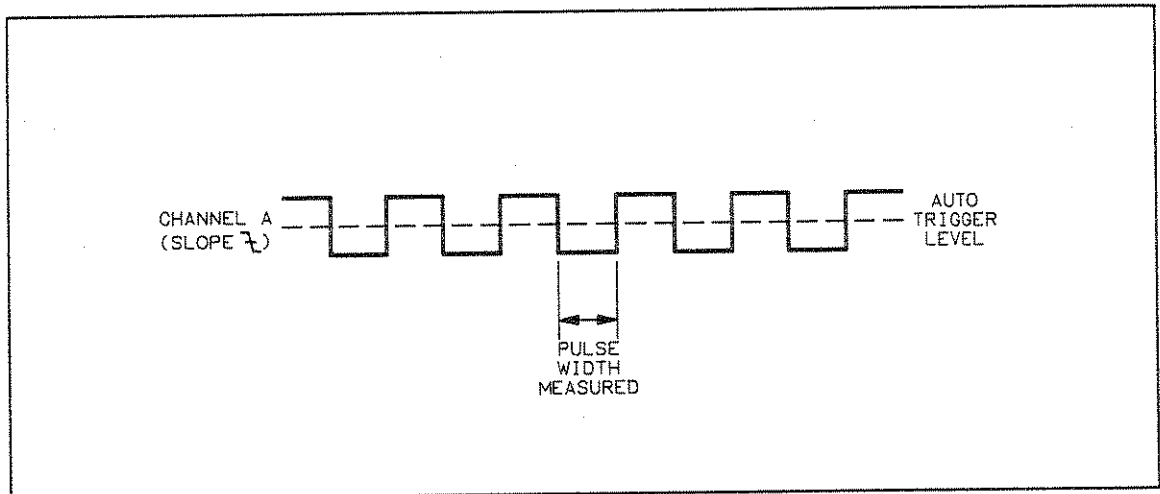 CHANNEL A
(SLOPE ⨍)
AUTO
TRIGGER
LEVEL
PULSE
WIDTH
MEASURED